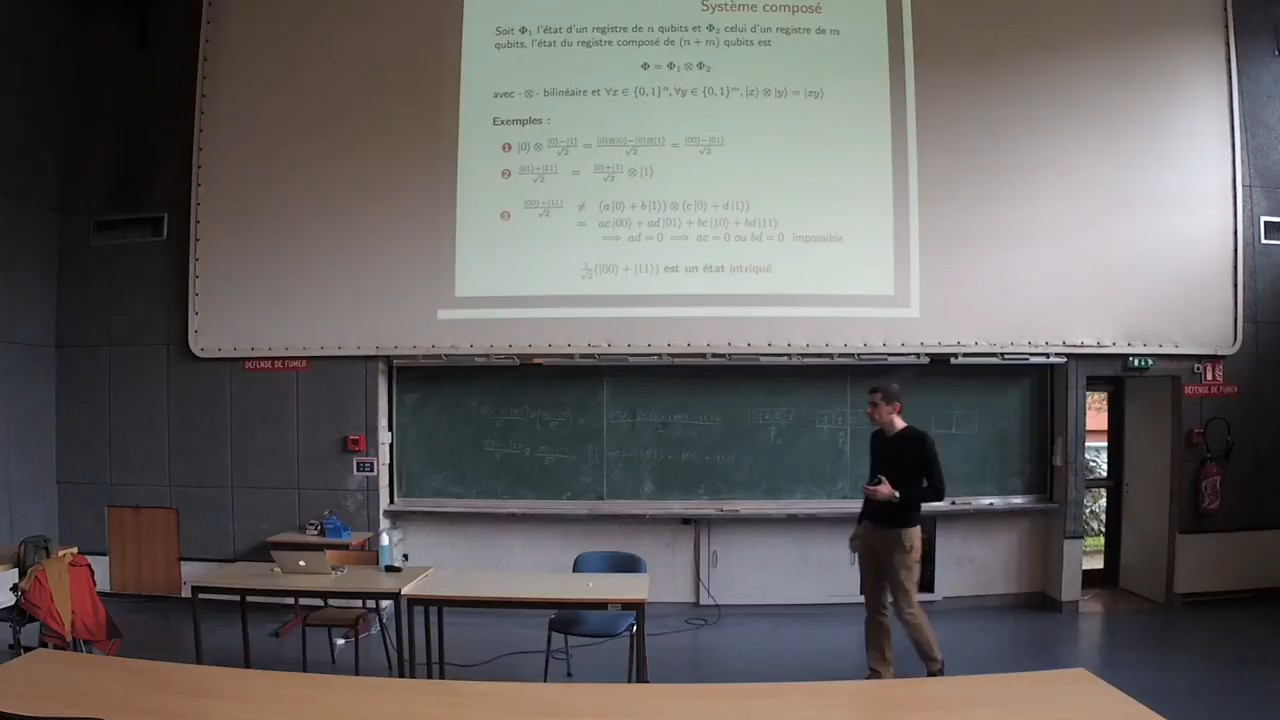 Système composé
Soit Φ₁ l'état d'un registre de n qubits et Φ₂ celui d'un registre de m
qubits, l'état du registre composé de (n + m) qubits est
Φ = Φ₁ ⊗ Φ₂
avec · ⊗ · bilinéaire et ∀x ∈ {0, 1}ⁿ, ∀y ∈ {0, 1}ᵐ, |x⟩ ⊗ |y⟩ = |xy⟩
Exemples :
1 |0⟩ ⊗ (|0⟩−|1⟩)/√2 = (|0⟩⊗|0⟩−|0⟩⊗|1⟩)/√2 = (|00⟩−|01⟩)/√2
2 (|01⟩+|11⟩)/√2 = (|0⟩+|1⟩)/√2 ⊗ |1⟩
3 (|00⟩+|11⟩)/√2 ≠ (a |0⟩ + b |1⟩) ⊗ (c |0⟩ + d |1⟩)
= ac |00⟩ + ad |01⟩ + bc |10⟩ + bd |11⟩
⟹ ad = 0 ⟹ ac = 0 ou bd = 0 impossible
1/√2 (|00⟩ + |11⟩) est un état intriqué
DÉFENSE DE FUMER
DÉFENSE DE FUMER